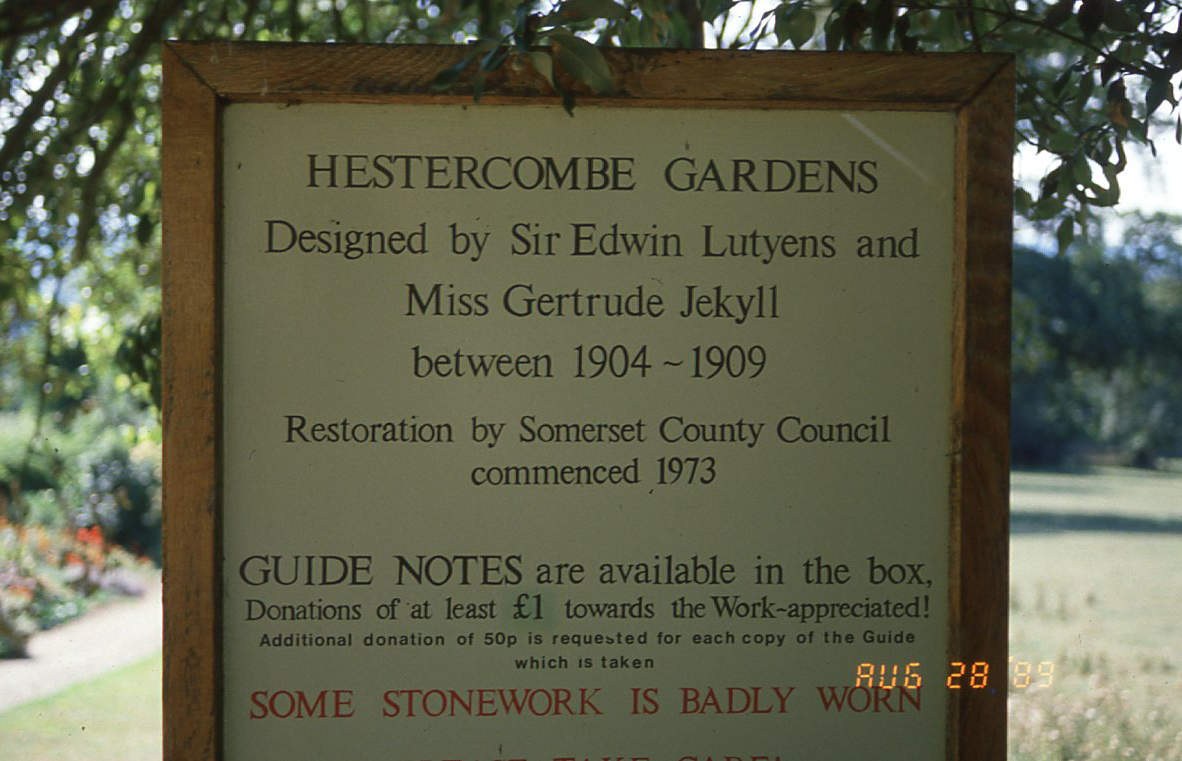 HESTERCOMBE GARDENS
Designed by Sir Edwin Lutyens and
Miss Gertrude Jekyll
between 1904 ~ 1909
Restoration by Somerset County Council
commenced 1973
GUIDE NOTES are available in the box,
Donations of at least £1 towards the Work-appreciated!
Additional donation of 50p is requested for each copy of the Guide
which is taken
AUG 28 '89
SOME STONEWORK IS BADLY WORN
TAKE CARE!